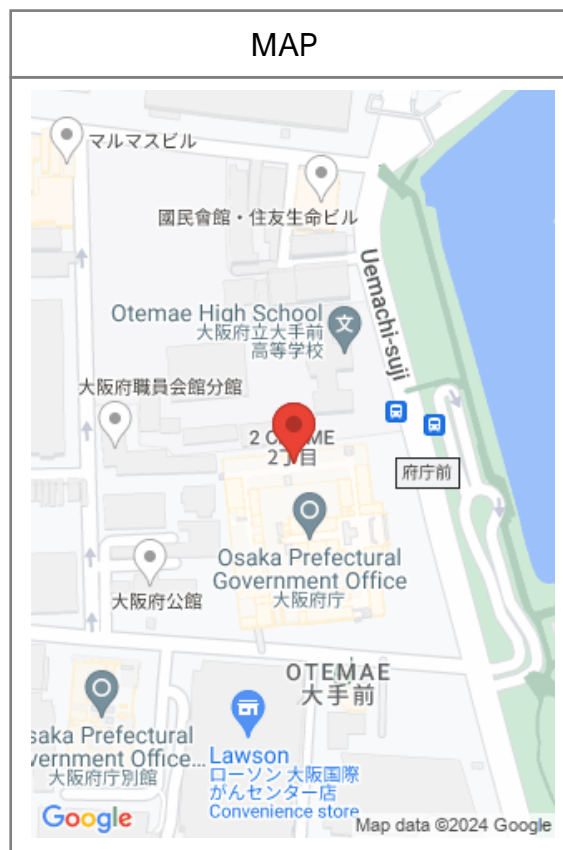 MAP
マルマスビル
國民會館・住友生命ビル
Uemachi-suji
Otemae High School
大阪府立大手前
高等学校
大阪府職員会館分館
2丁目
府庁前
Osaka Prefectural
Government Office
大阪府庁
大阪府公館
OTEMAE
大手前
saka Prefectural
vernment Office...
大阪府庁別館
Lawson
ローソン 大阪国際
がんセンター店
Convenience store
Google
Map data ©2024 Google